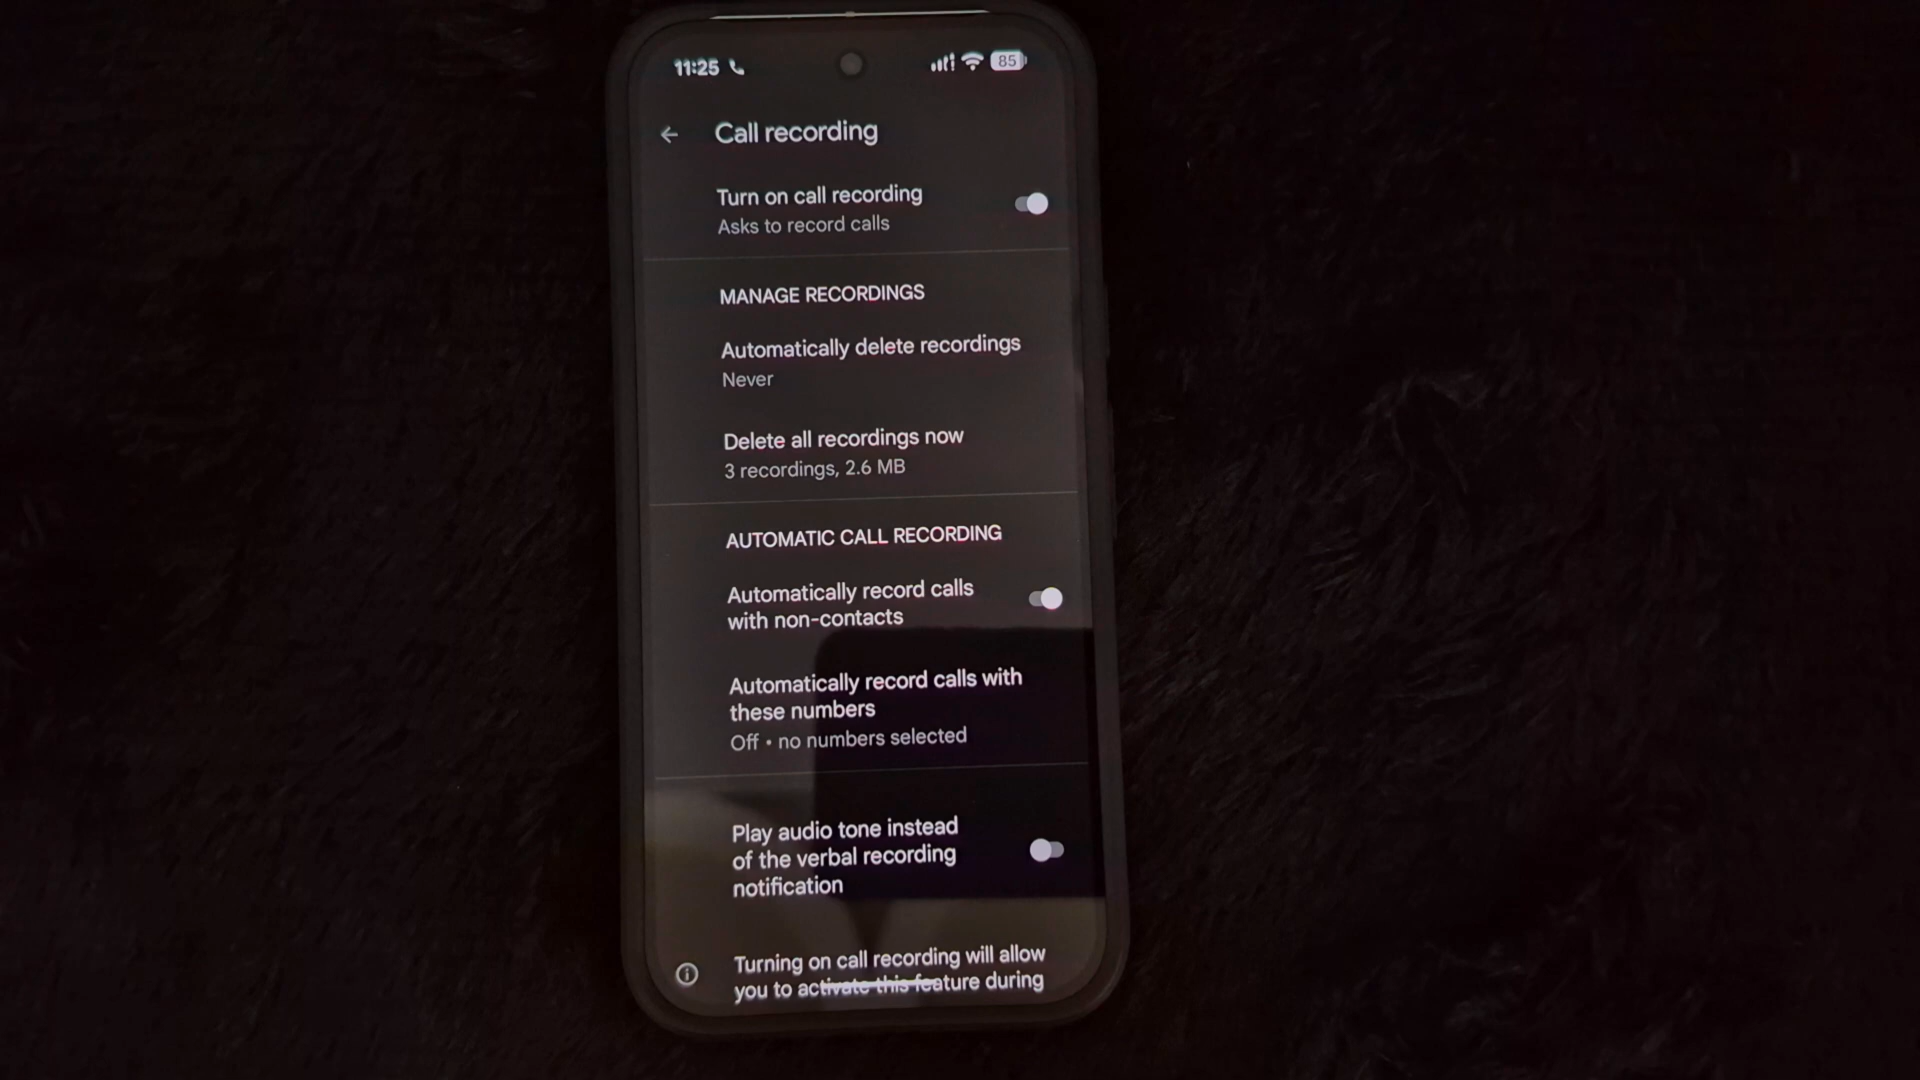 11:25
85
Call recording
Turn on call recording
Asks to record calls
MANAGE RECORDINGS
Automatically delete recordings
Never
Delete all recordings now
3 recordings, 2.6 MB
AUTOMATIC CALL RECORDING
Automatically record calls
with non-contacts
Automatically record calls with
these numbers
Off • no numbers selected
Play audio tone instead
of the verbal recording
notification
Turning on call recording will allow
you to activate this feature during